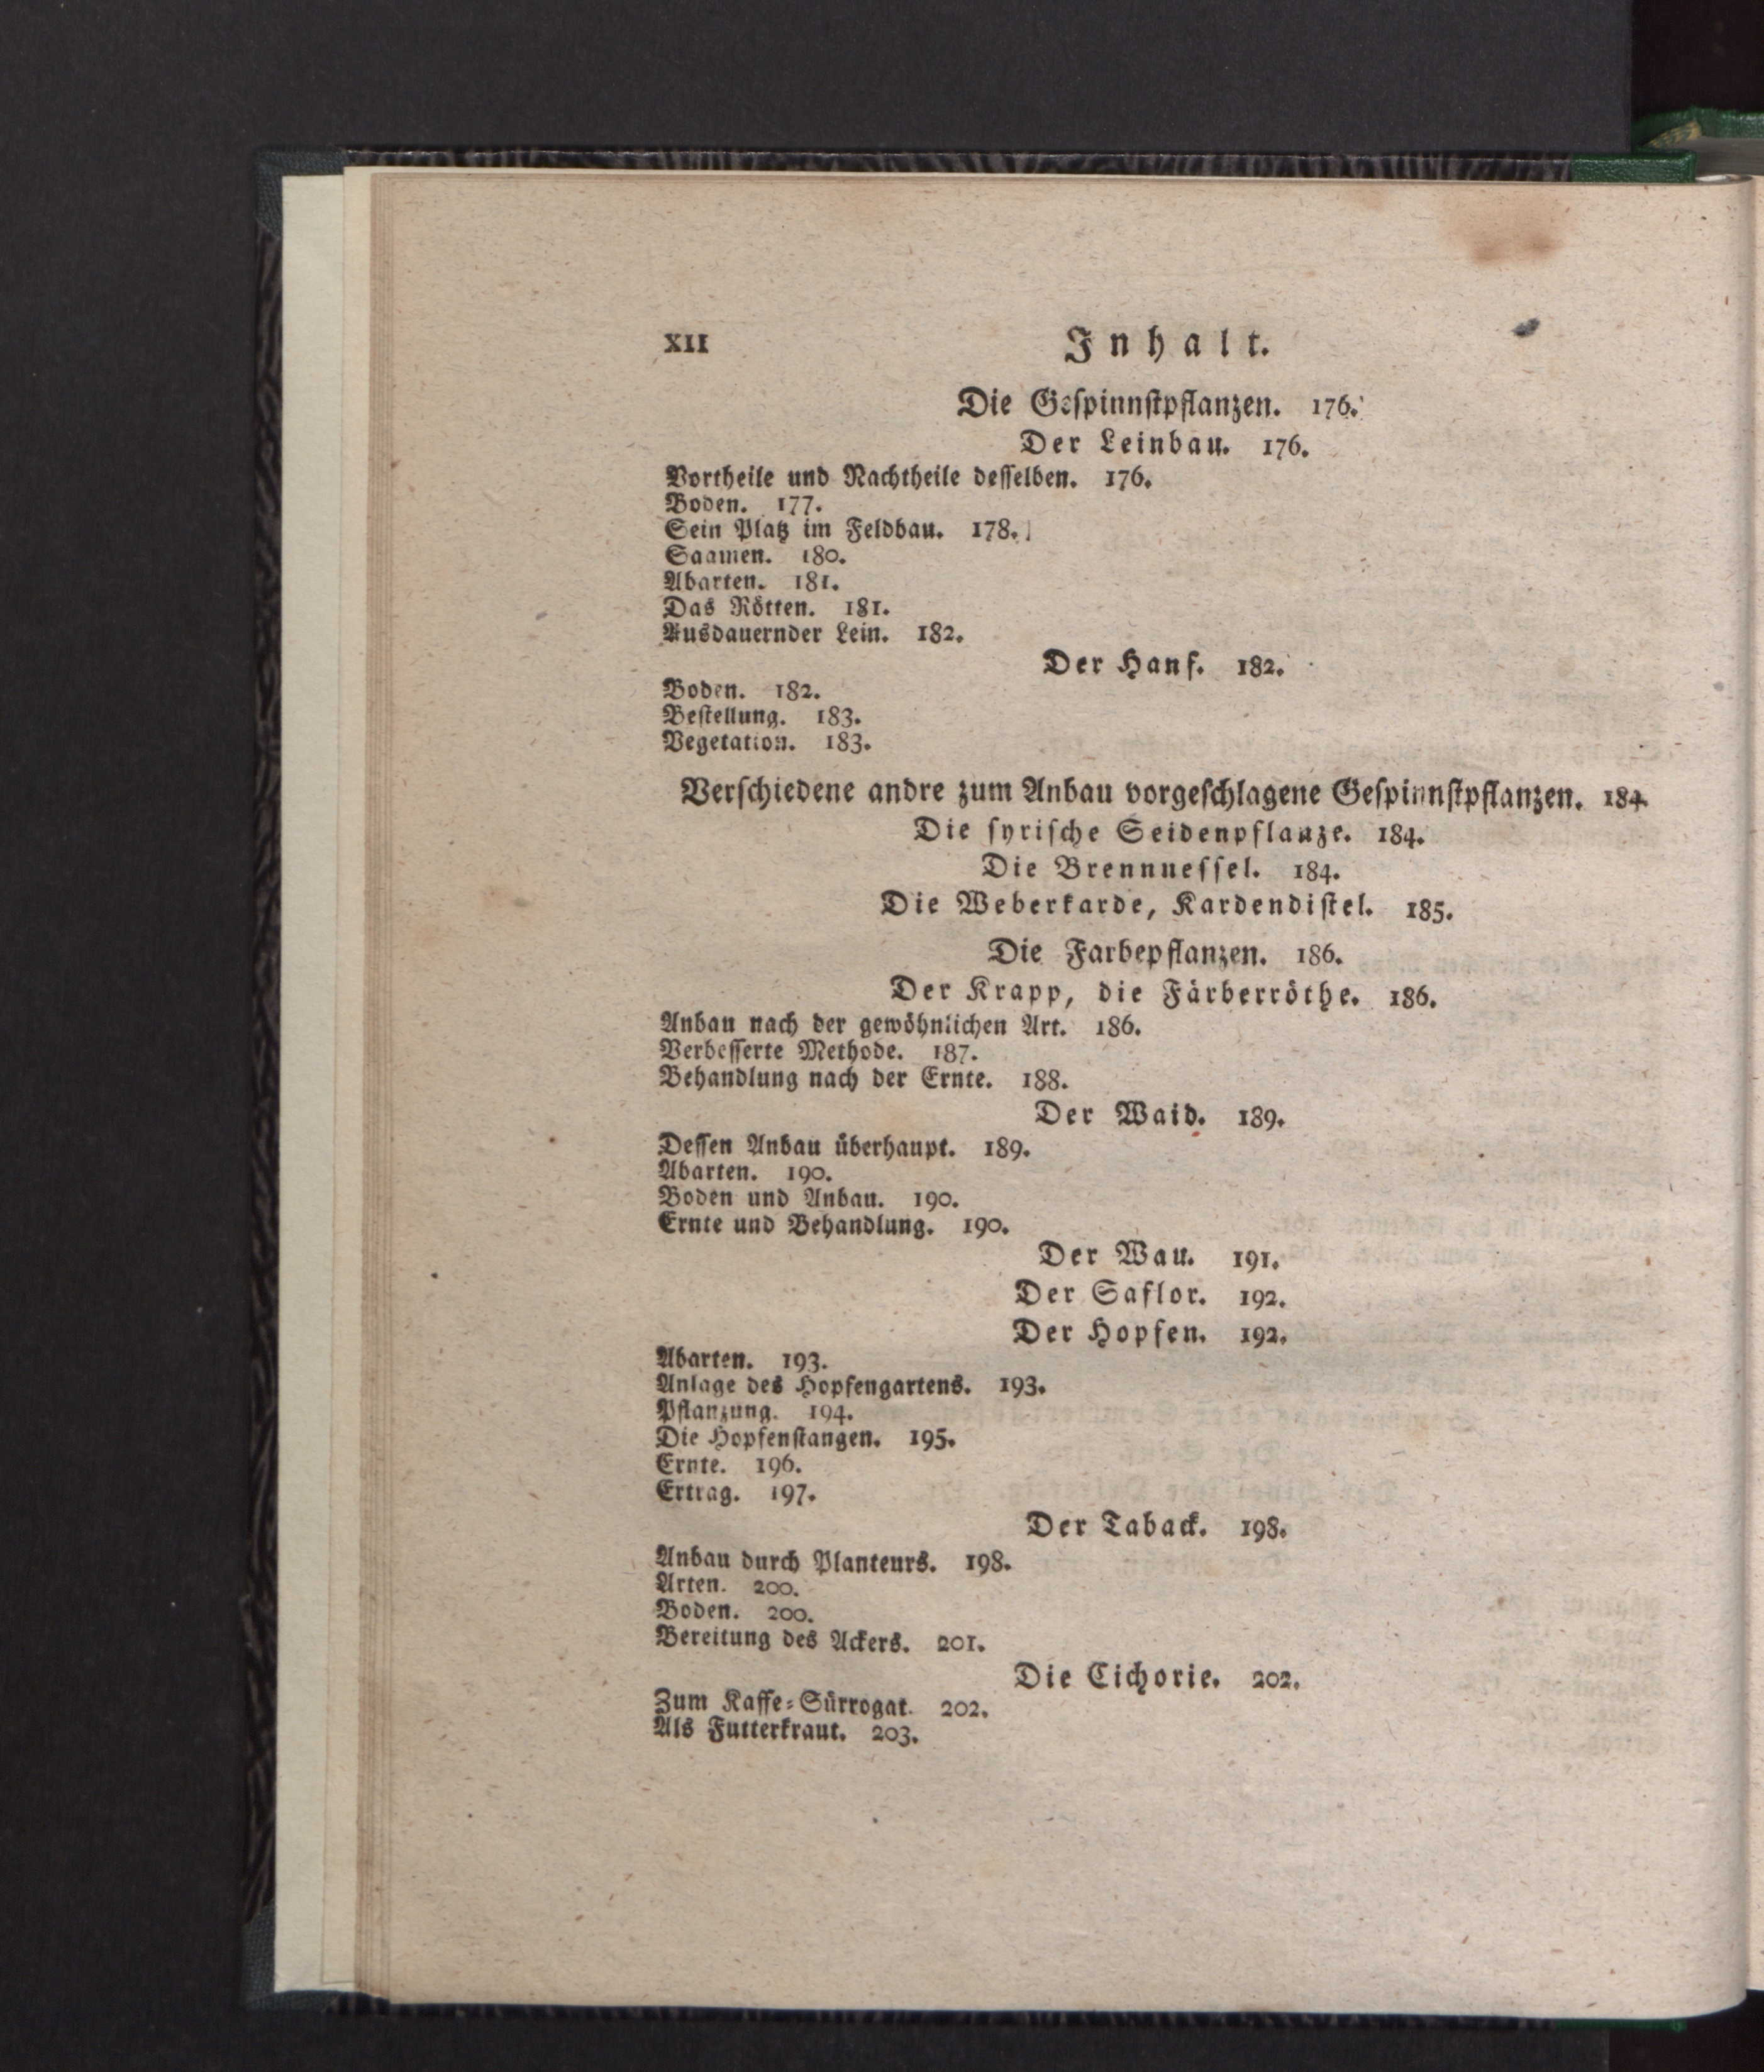 XII Inhalt.
Die Gespinnstpflanzen. 176.
Der Leinbau. 176.
Vortheile und Nachtheile desselben. 176.
Boden. 177.
Sein Platz im Feldbau. 178.
Saamen. 180.
Abarten. 181.
Das Rötten. 181.
Ausdauernder Lein. 182.
Der Hanf. 182.
Boden. 182.
Bestellung. 183.
Vegetation. 183.
Verschiedene andre zum Anbau vorgeschlagene Gespinnstpflanzen. 184.
Die syrische Seidenpflanze. 184.
Die Brennnessel. 184.
Die Weberkarde, Kardendistel. 185.
Die Farbepflanzen. 186.
Der Krapp, die Färberröthe. 186.
Anbau nach der gewöhnlichen Art. 186.
Verbesserte Methode. 187.
Behandlung nach der Ernte. 188.
Der Waid. 189.
Dessen Anbau überhaupt. 189.
Abarten. 190.
Boden und Anbau. 190.
Ernte und Behandlung. 190.
Der Wau. 191.
Der Saflor. 192.
Der Hopfen. 192.
Abarten. 193.
Anlage des Hopfengartens. 193.
Pflanzung. 194.
Die Hopfenstangen. 195.
Ernte. 196.
Ertrag. 197.
Der Taback. 198.
Anbau durch Planteurs. 198.
Arten. 200.
Boden. 200.
Bereitung des Ackers. 201.
Die Cichorie. 202.
Zum Kaffe-Sürrogat. 202.
Als Futterkraut. 203.